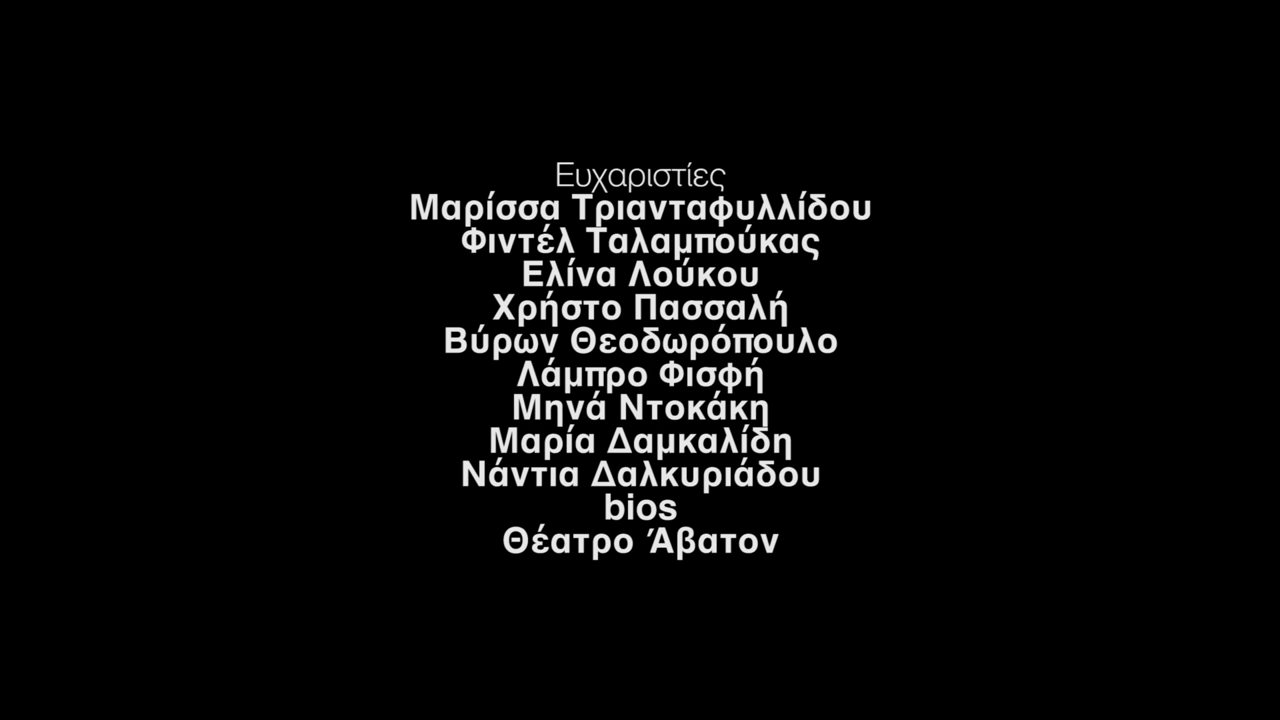 Ευχαριστίες
Μαρίσσα Τριανταφυλλίδου
Φιντέλ Ταλαμπούκας
Ελίνα Λούκου
Χρήστο Πασσαλή
Βύρων Θεοδωρόπουλο
Λάμπρο Φισφή
Μηνά Ντοκάκη
Μαρία Δαμκαλίδη
Νάντια Δαλκυριάδου
bios
Θέατρο Άβατον